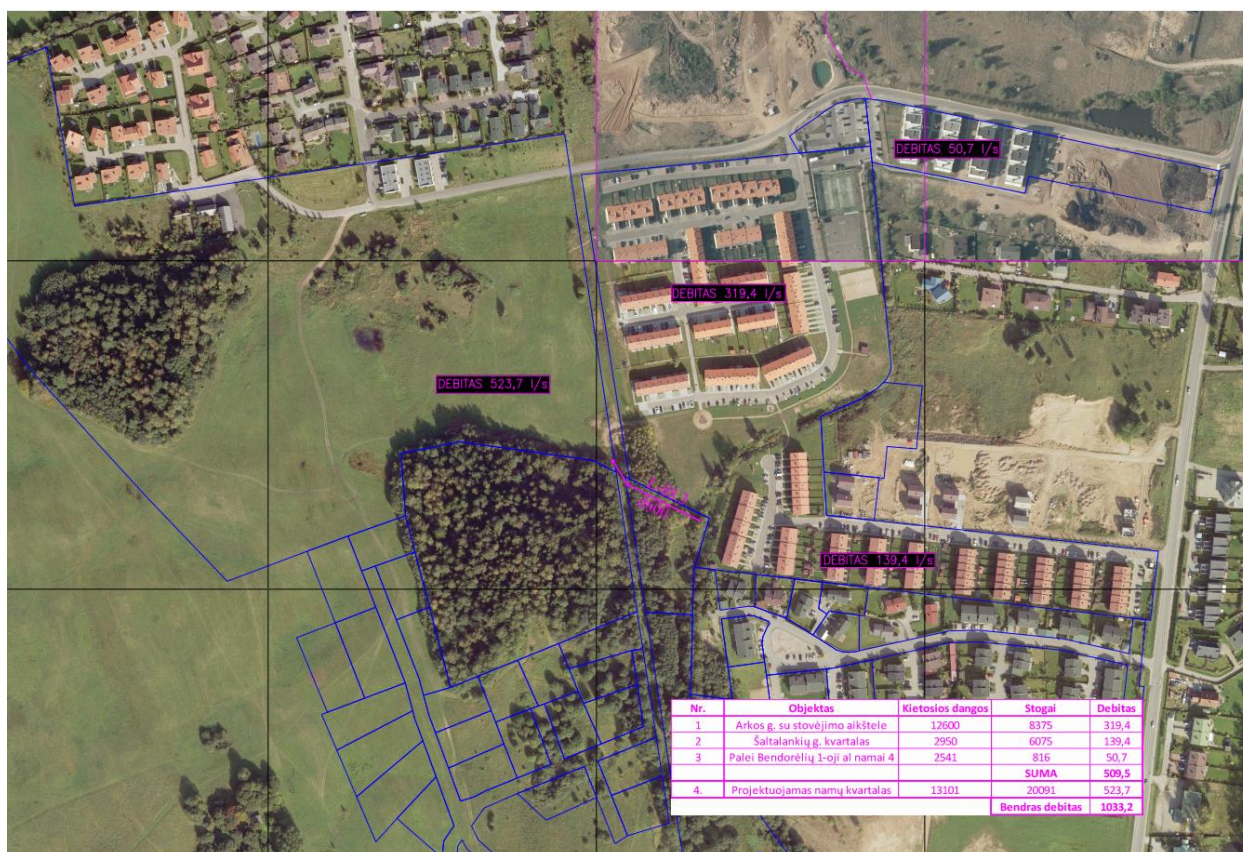 DEBITAS 50,7 l/s
DEBITAS 319,4 l/s
DEBITAS 523,7 l/s
DEBITAS 139,4 l/s
Nr. Objektas Kietosios dangos Stogai Debitas
1 Arkos g. su stovėjimo aikštele 12600 8375 319,4
2 Šaltalankių g. kvartalas 2950 6075 139,4
3 Palei Bendorėlių 1-oji al namai 4 2541 816 50,7
SUMA 509,5
4. Projektuojamas namų kvartalas 13101 20091 523,7
Bendras debitas 1033,2